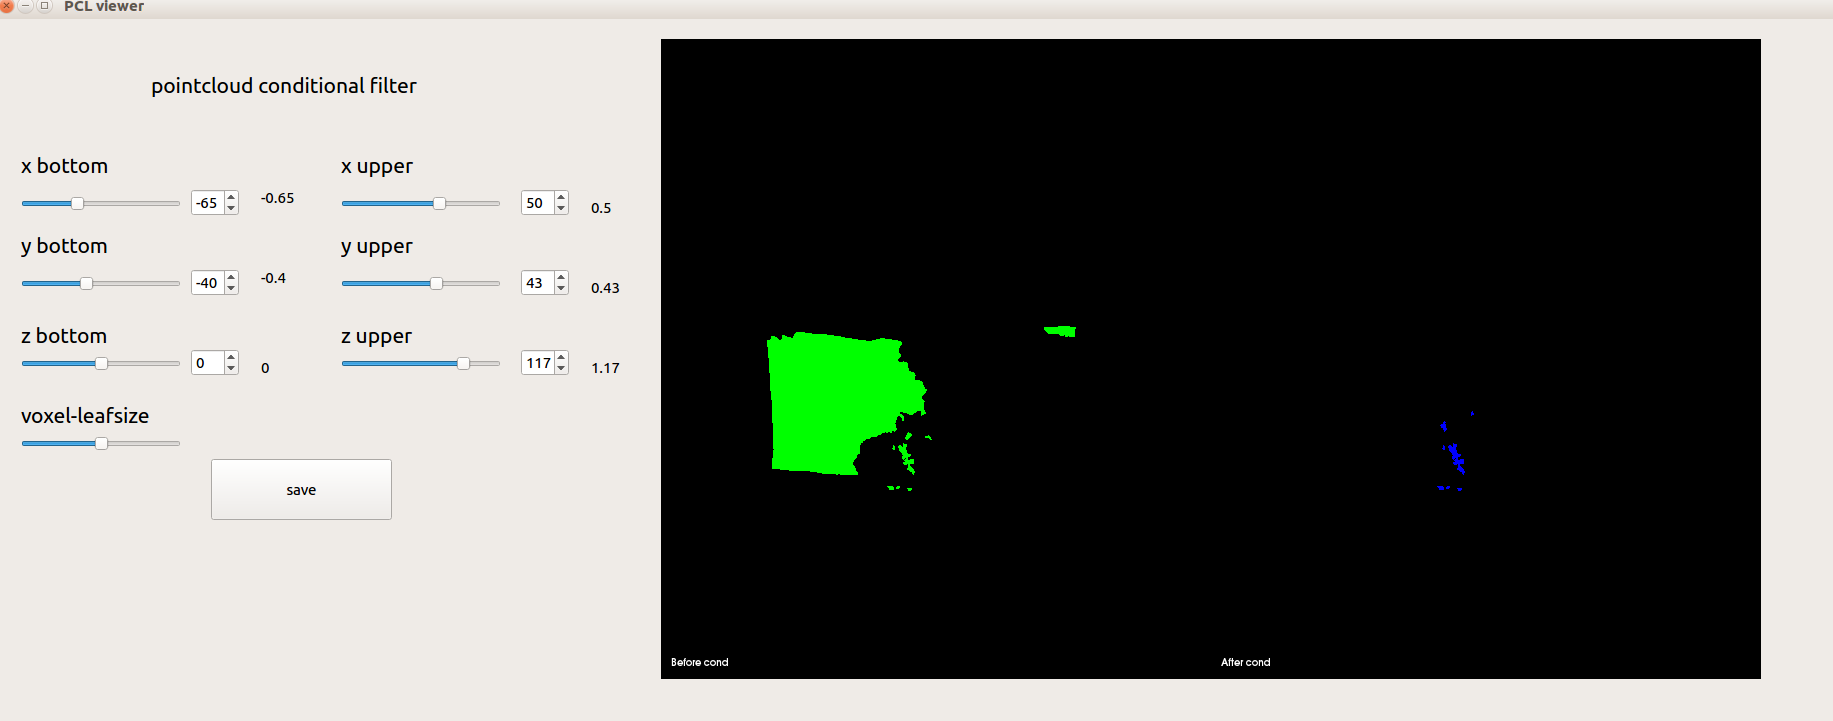 PCL viewer
pointcloud conditional filter
x bottom
x upper
-65
-0.65
50
0.5
y bottom
y upper
-40
-0.4
43
0.43
z bottom
z upper
0
0
117
1.17
voxel-leafsize
save
Before cond
After cond